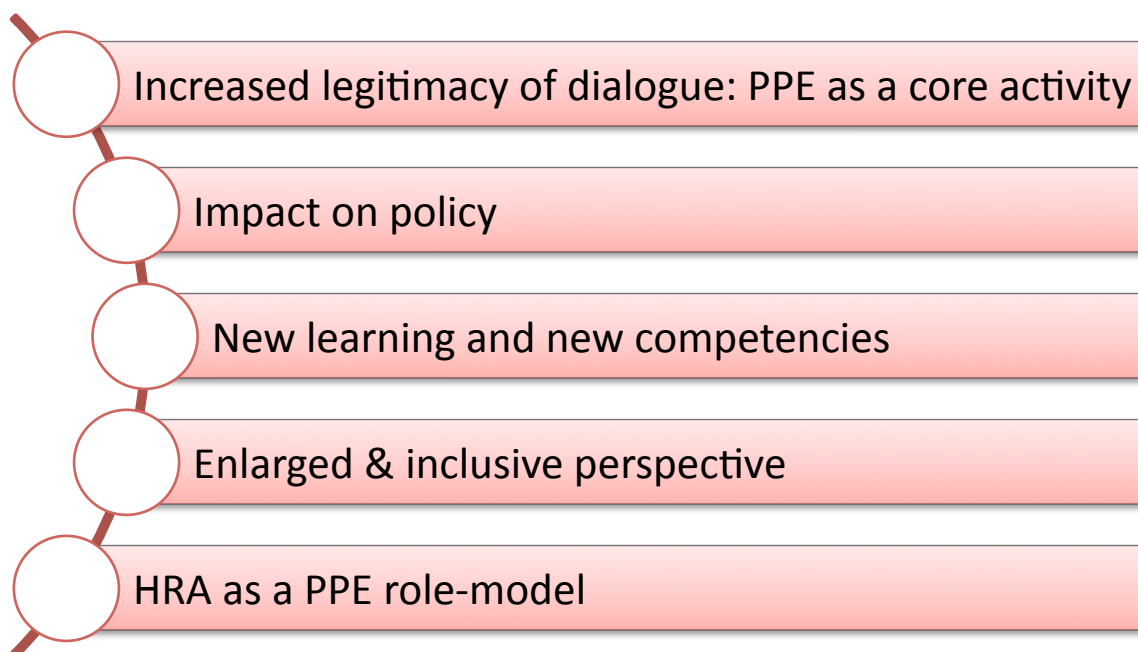 Increased legitimacy of dialogue: PPE as a core activity
Impact on policy
New learning and new competencies
Enlarged & inclusive perspective
HRA as a PPE role-model